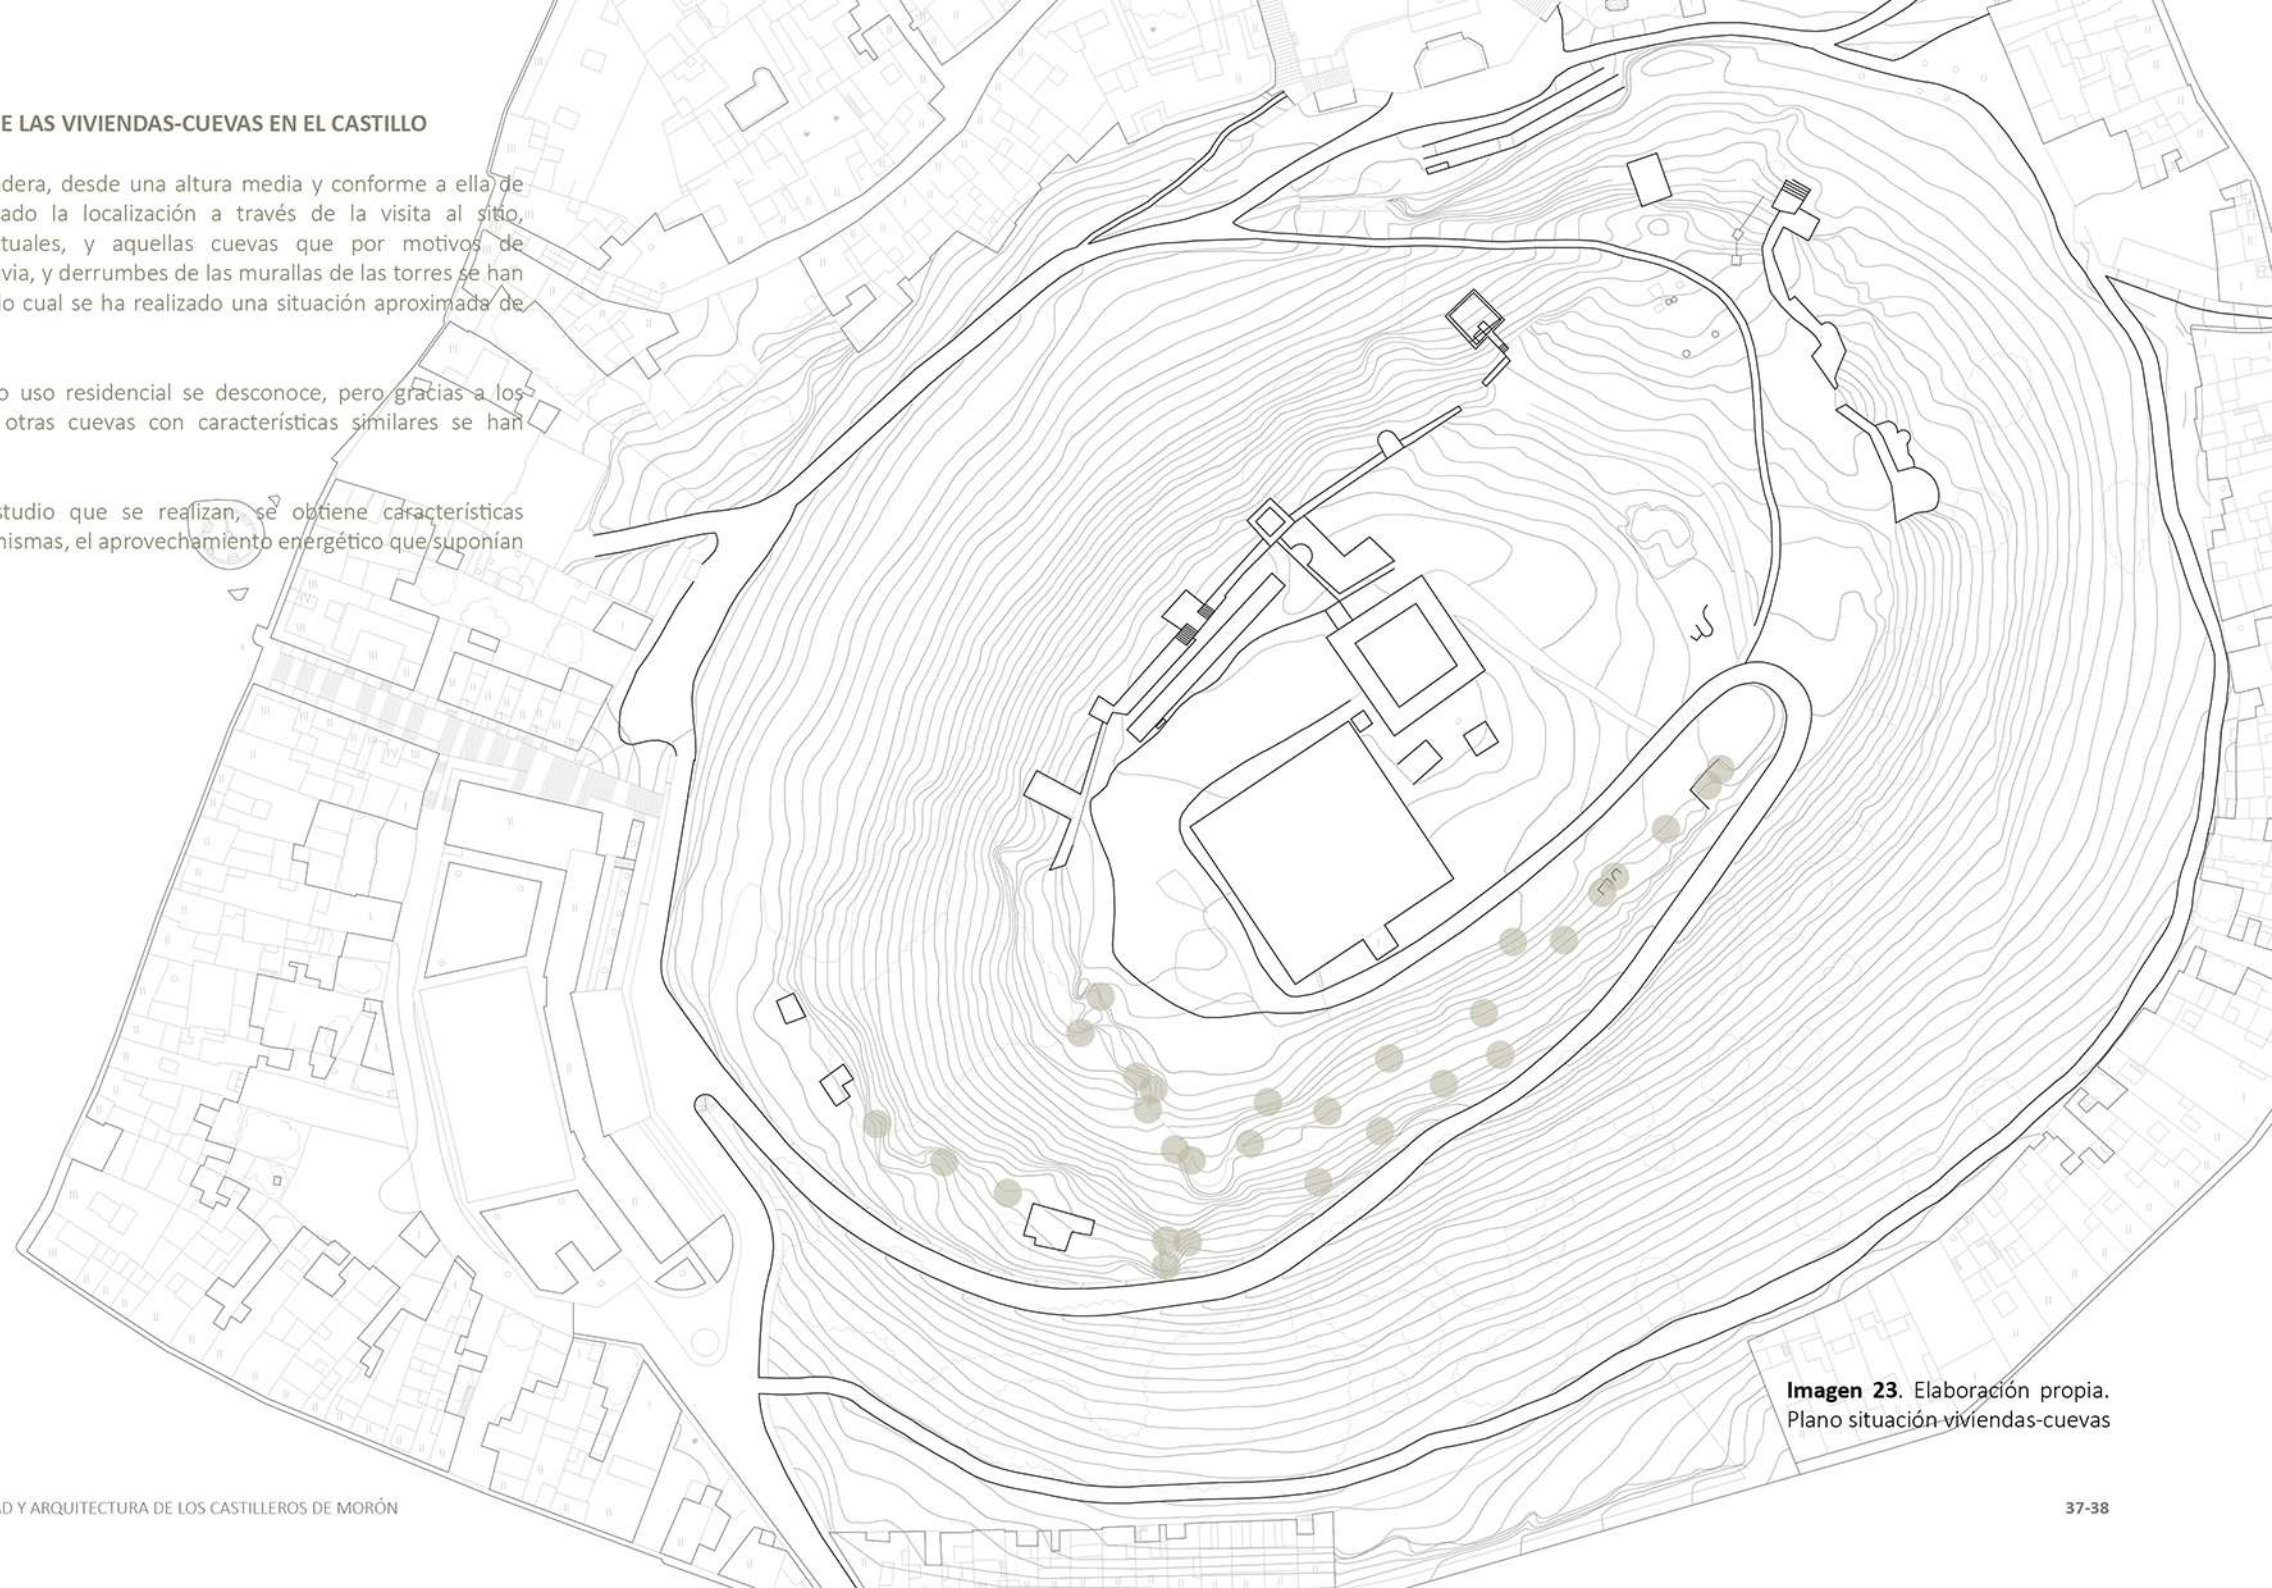 E LAS VIVIENDAS-CUEVAS EN EL CASTILLO
dera, desde una altura media y conforme a ella de
ado la localización a través de la visita al sitio,
tuales, y aquellas cuevas que por motivos de
via, y derrumbes de las murallas de las torres se han
lo cual se ha realizado una situación aproximada de
o uso residencial se desconoce, pero gracias a los
otras cuevas con características similares se han
studio que se realizan, se obtiene características
nismas, el aprovechamiento energético que suponían
Imagen 23. Elaboración propia.
Plano situación viviendas-cuevas
D Y ARQUITECTURA DE LOS CASTILLEROS DE MORÓN
37-38